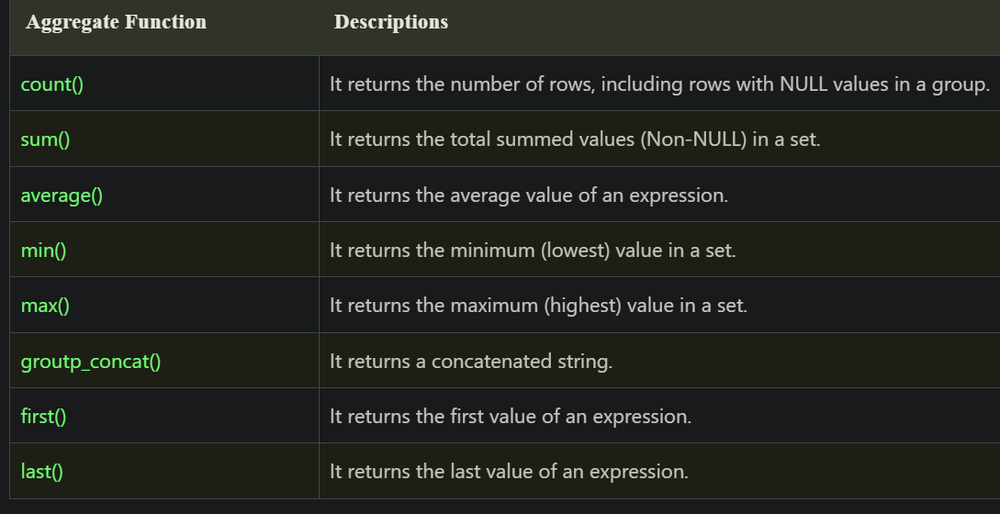 Aggregate Function Descriptions
count() It returns the number of rows, including rows with NULL values in a group.
sum() It returns the total summed values (Non-NULL) in a set.
average() It returns the average value of an expression.
min() It returns the minimum (lowest) value in a set.
max() It returns the maximum (highest) value in a set.
groutp_concat() It returns a concatenated string.
first() It returns the first value of an expression.
last() It returns the last value of an expression.